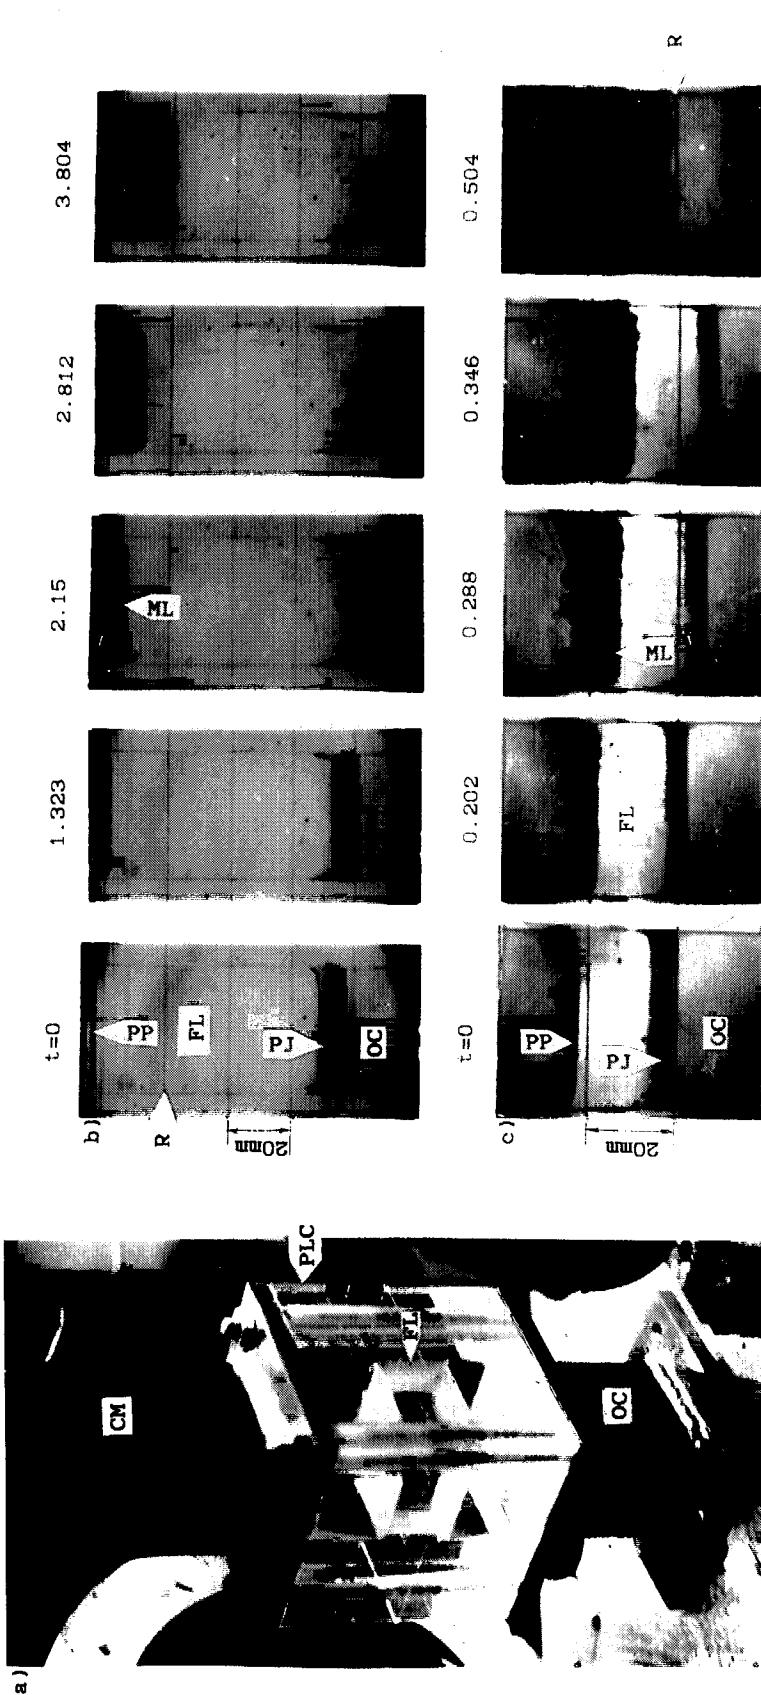 a)
CM
PLC
FL
OC
b)
t=0
1.323
2.15
2.812
3.804
R
PP
FL
PJ
OC
ML
20mm
c)
t=0
0.202
0.288
0.346
0.504
PP
PJ
OC
FL
ML
R
20mm